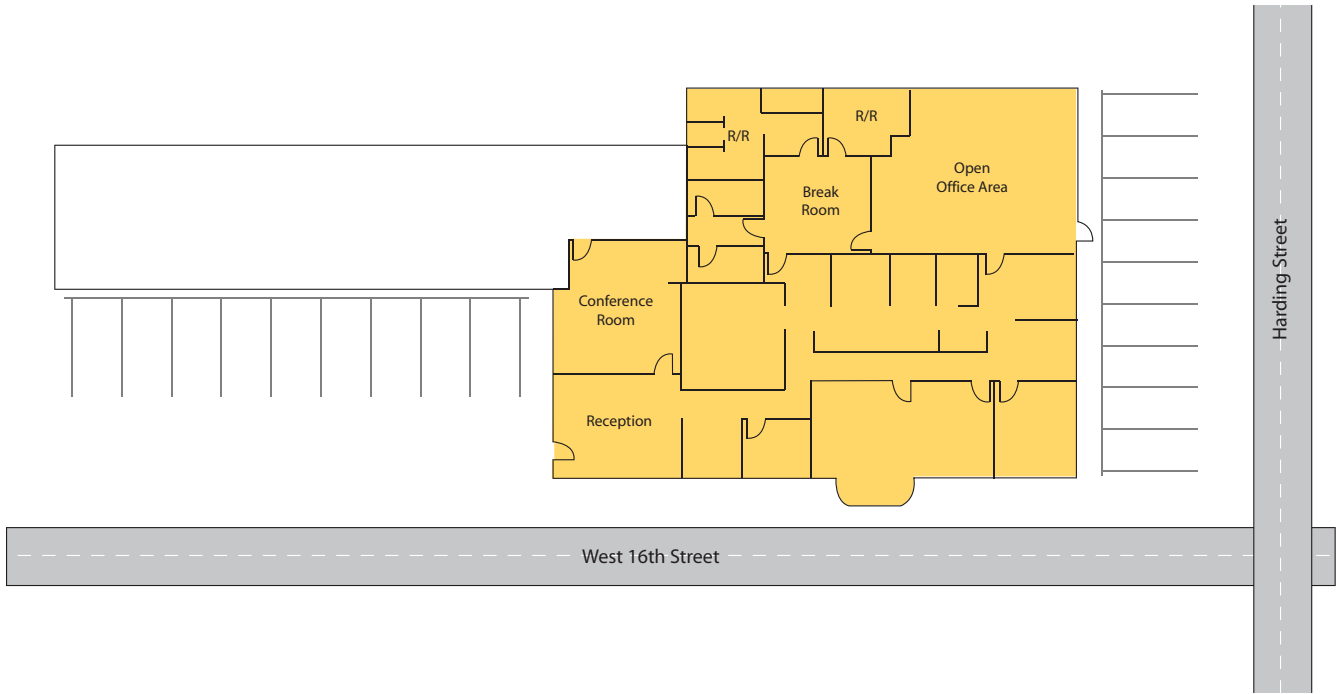 R/R
R/R
Open
Office Area
Break
Room
Conference
Room
Reception
Harding Street
West 16th Street